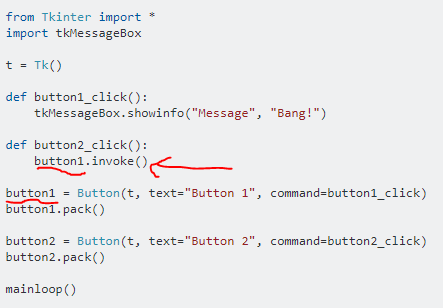 from Tkinter import *
import tkMessageBox
t = Tk()
def button1_click():
    tkMessageBox.showinfo("Message", "Bang!")
def button2_click():
    button1.invoke()
button1 = Button(t, text="Button 1", command=button1_click)
button1.pack()
button2 = Button(t, text="Button 2", command=button2_click)
button2.pack()
mainloop()